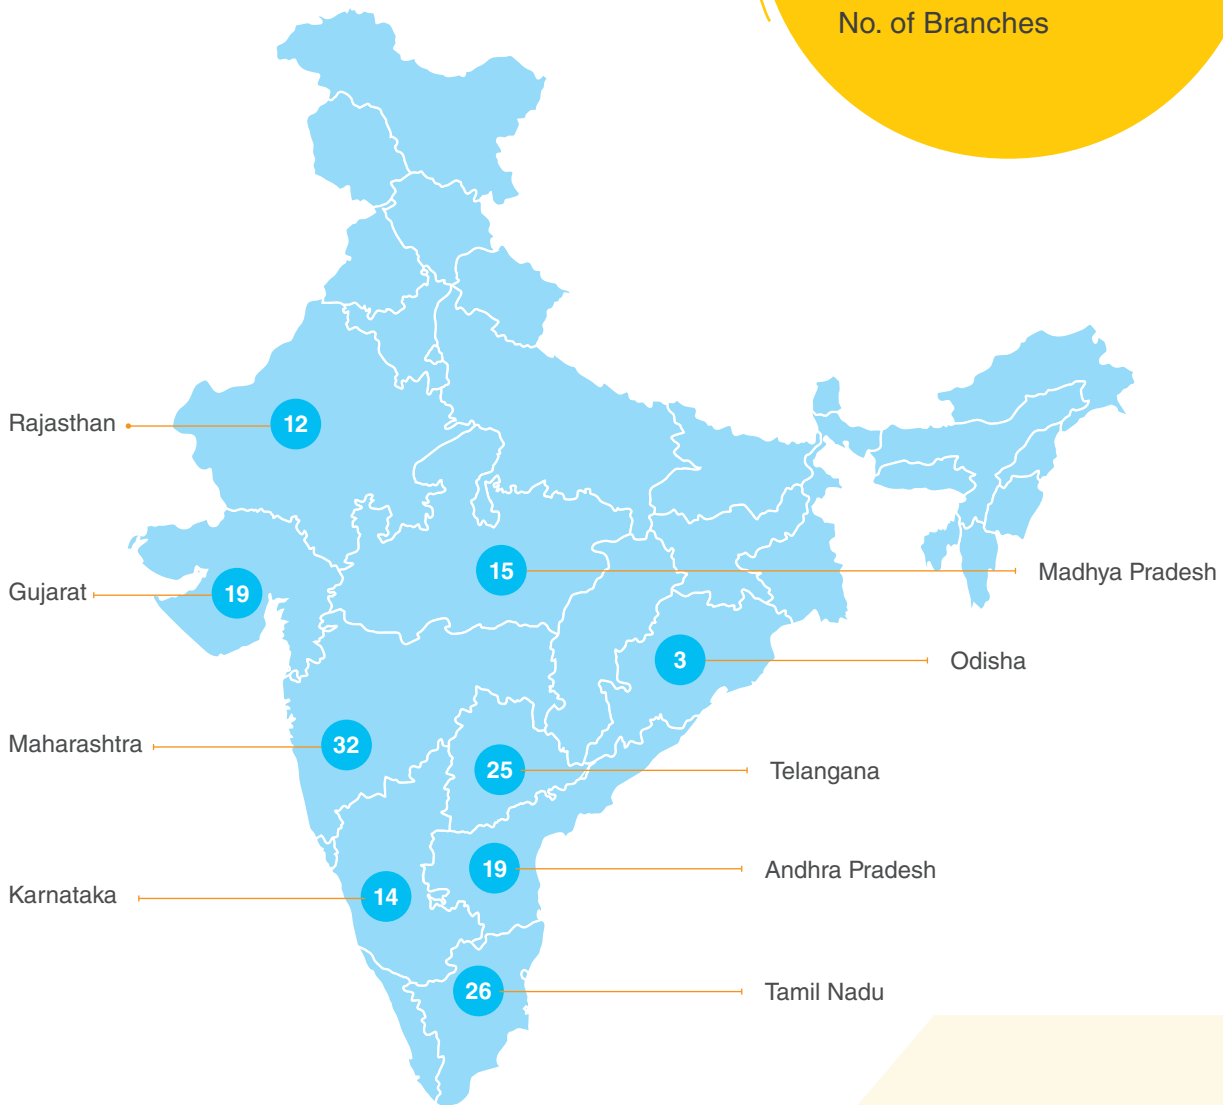 No. of Branches
Rajasthan
12
Gujarat
19
15
Madhya Pradesh
3
Odisha
Maharashtra
32
25
Telangana
19
Andhra Pradesh
Karnataka
14
26
Tamil Nadu